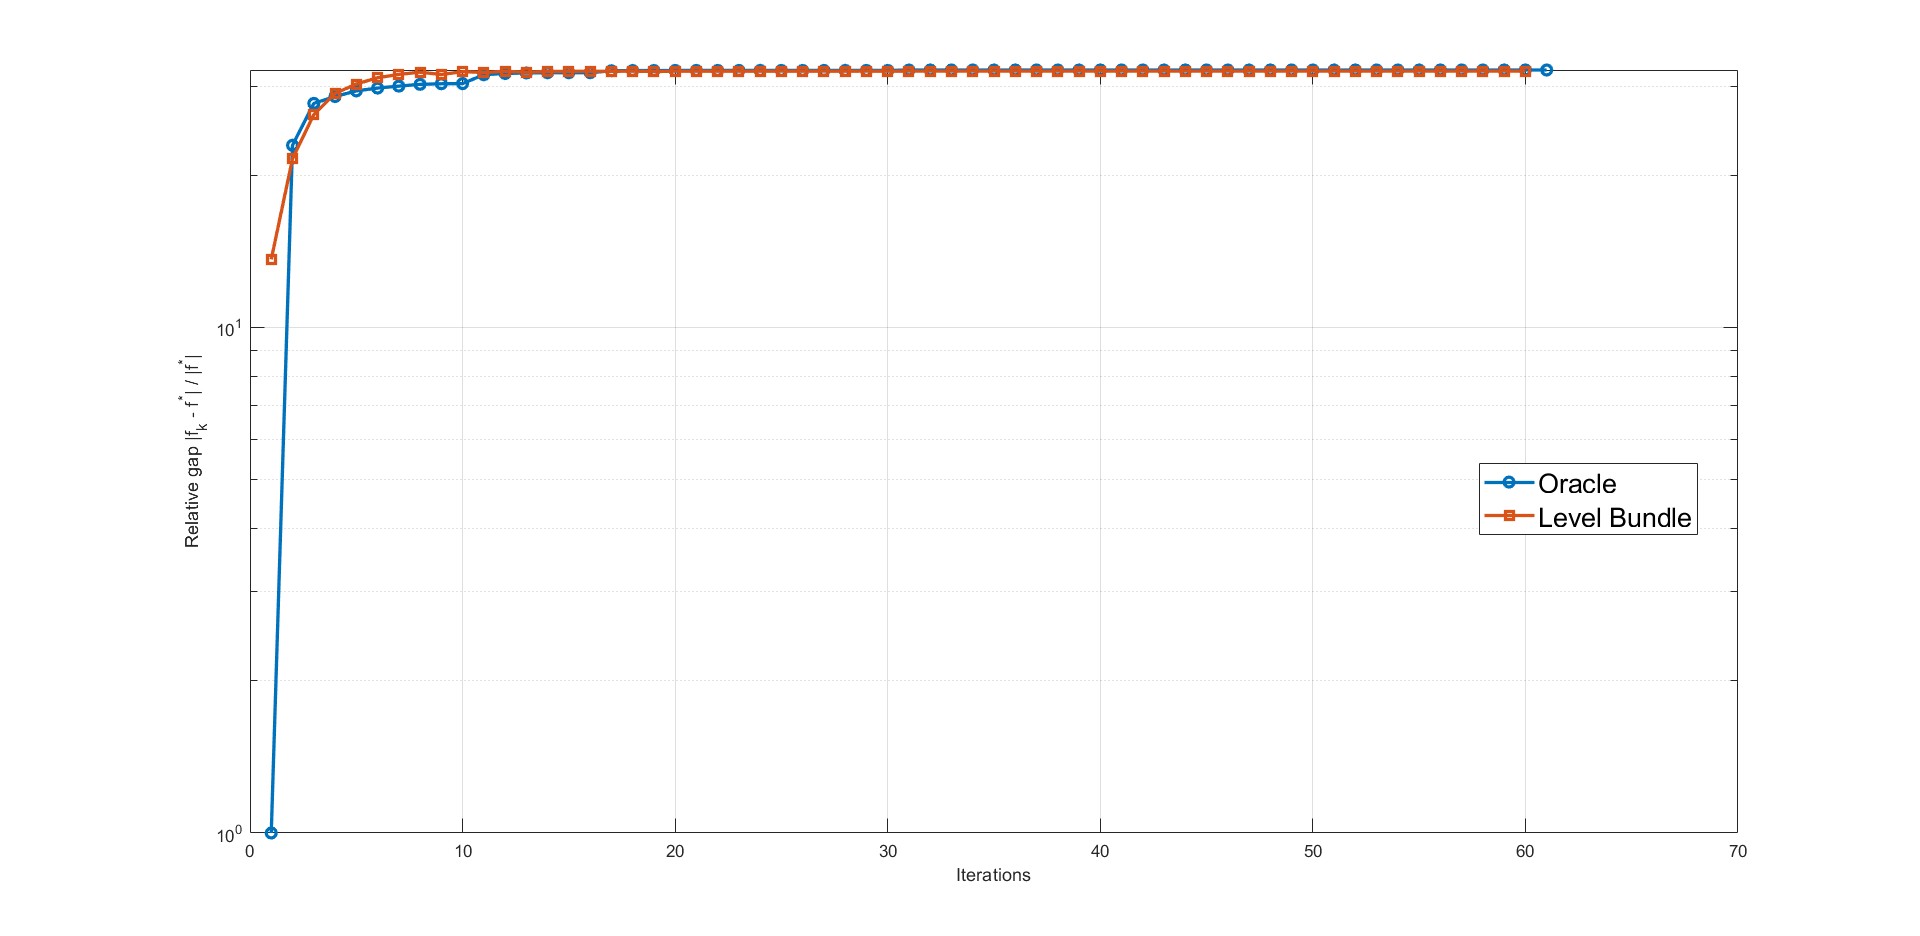 Relative gap |f_k - f^*| / |f^*|
10^1
10^0
0 10 20 30 40 50 60 70
Iterations
Oracle
Level Bundle